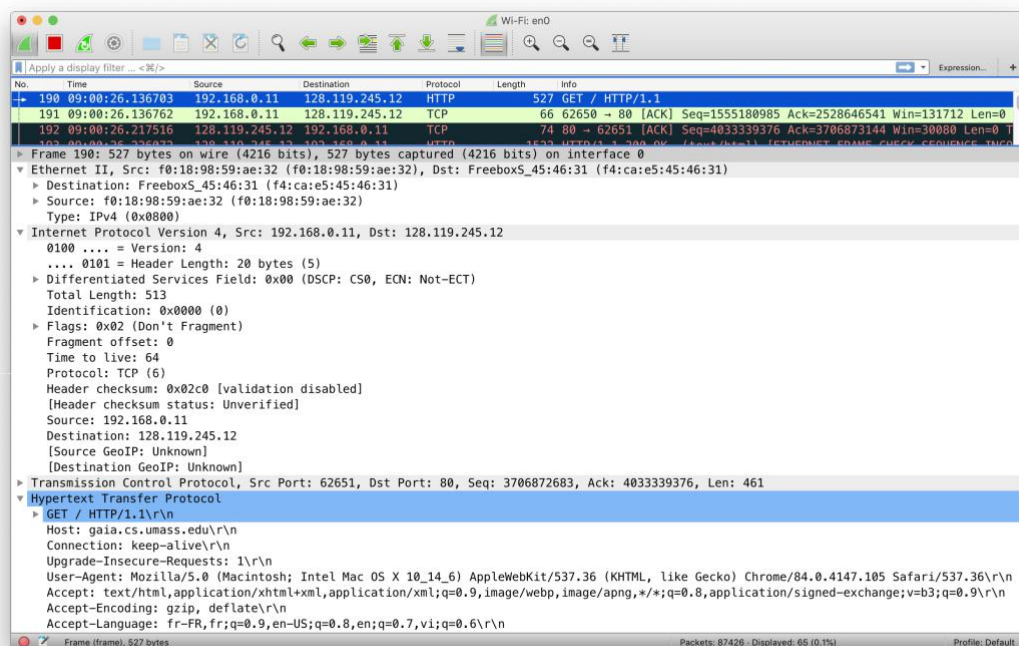 Wi-Fi: en0
Apply a display filter ... <⌘/>
Expression...
+
No. Time Source Destination Protocol Length Info
190 09:00:26.136703 192.168.0.11 128.119.245.12 HTTP 527 GET / HTTP/1.1
191 09:00:26.136762 192.168.0.11 128.119.245.12 TCP 66 62650 → 80 [ACK] Seq=1555180985 Ack=2528646541 Win=131712 Len=0
192 09:00:26.217516 128.119.245.12 192.168.0.11 TCP 74 80 → 62651 [ACK] Seq=4033339376 Ack=3706873144 Win=30080 Len=0 T
Frame 190: 527 bytes on wire (4216 bits), 527 bytes captured (4216 bits) on interface 0
Ethernet II, Src: f0:18:98:59:ae:32 (f0:18:98:59:ae:32), Dst: FreeboxS_45:46:31 (f4:ca:e5:45:46:31)
Destination: FreeboxS_45:46:31 (f4:ca:e5:45:46:31)
Source: f0:18:98:59:ae:32 (f0:18:98:59:ae:32)
Type: IPv4 (0x0800)
Internet Protocol Version 4, Src: 192.168.0.11, Dst: 128.119.245.12
0100 .... = Version: 4
.... 0101 = Header Length: 20 bytes (5)
Differentiated Services Field: 0x00 (DSCP: CS0, ECN: Not-ECT)
Total Length: 513
Identification: 0x0000 (0)
Flags: 0x02 (Don't Fragment)
Fragment offset: 0
Time to live: 64
Protocol: TCP (6)
Header checksum: 0x02c0 [validation disabled]
[Header checksum status: Unverified]
Source: 192.168.0.11
Destination: 128.119.245.12
[Source GeoIP: Unknown]
[Destination GeoIP: Unknown]
Transmission Control Protocol, Src Port: 62651, Dst Port: 80, Seq: 3706872683, Ack: 4033339376, Len: 461
Hypertext Transfer Protocol
GET / HTTP/1.1\r\n
Host: gaia.cs.umass.edu\r\n
Connection: keep-alive\r\n
Upgrade-Insecure-Requests: 1\r\n
User-Agent: Mozilla/5.0 (Macintosh; Intel Mac OS X 10_14_6) AppleWebKit/537.36 (KHTML, like Gecko) Chrome/84.0.4147.105 Safari/537.36\r\n
Accept: text/html,application/xhtml+xml,application/xml;q=0.9,image/webp,image/apng,*/*;q=0.8,application/signed-exchange;v=b3;q=0.9\r\n
Accept-Encoding: gzip, deflate\r\n
Accept-Language: fr-FR,fr;q=0.9,en-US;q=0.8,en;q=0.7,vi;q=0.6\r\n
Frame (frame), 527 bytes
Packets: 87426 · Displayed: 65 (0.1%)
Profile: Default